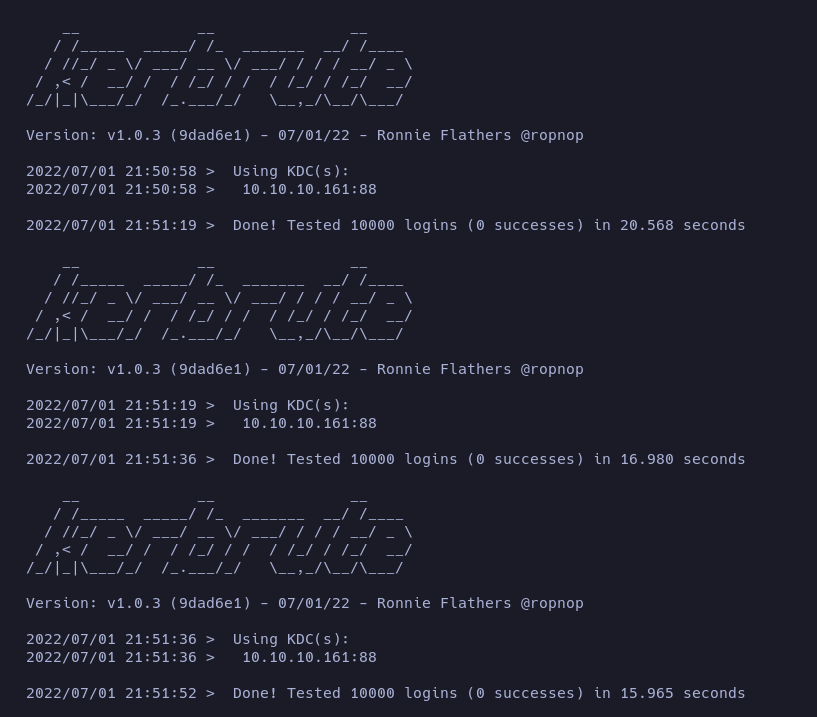 __             __               __
   / /_____  _____/ /_  _______  __/ /____
  / //_/ _ \/ ___/ __ \/ ___/ / / / __/ _ \
 / ,< /  __/ /  / /_/ / /  / /_/ / /_/  __/
/_/|_|\___/_/  /_.___/_/   \__,_/\__/\___/
Version: v1.0.3 (9dad6e1) - 07/01/22 - Ronnie Flathers @ropnop
2022/07/01 21:50:58 >  Using KDC(s):
2022/07/01 21:50:58 >   10.10.10.161:88
2022/07/01 21:51:19 >  Done! Tested 10000 logins (0 successes) in 20.568 seconds
    __             __               __
   / /_____  _____/ /_  _______  __/ /____
  / //_/ _ \/ ___/ __ \/ ___/ / / / __/ _ \
 / ,< /  __/ /  / /_/ / /  / /_/ / /_/  __/
/_/|_|\___/_/  /_.___/_/   \__,_/\__/\___/
Version: v1.0.3 (9dad6e1) - 07/01/22 - Ronnie Flathers @ropnop
2022/07/01 21:51:19 >  Using KDC(s):
2022/07/01 21:51:19 >   10.10.10.161:88
2022/07/01 21:51:36 >  Done! Tested 10000 logins (0 successes) in 16.980 seconds
    __             __               __
   / /_____  _____/ /_  _______  __/ /____
  / //_/ _ \/ ___/ __ \/ ___/ / / / __/ _ \
 / ,< /  __/ /  / /_/ / /  / /_/ / /_/  __/
/_/|_|\___/_/  /_.___/_/   \__,_/\__/\___/
Version: v1.0.3 (9dad6e1) - 07/01/22 - Ronnie Flathers @ropnop
2022/07/01 21:51:36 >  Using KDC(s):
2022/07/01 21:51:36 >   10.10.10.161:88
2022/07/01 21:51:52 >  Done! Tested 10000 logins (0 successes) in 15.965 seconds